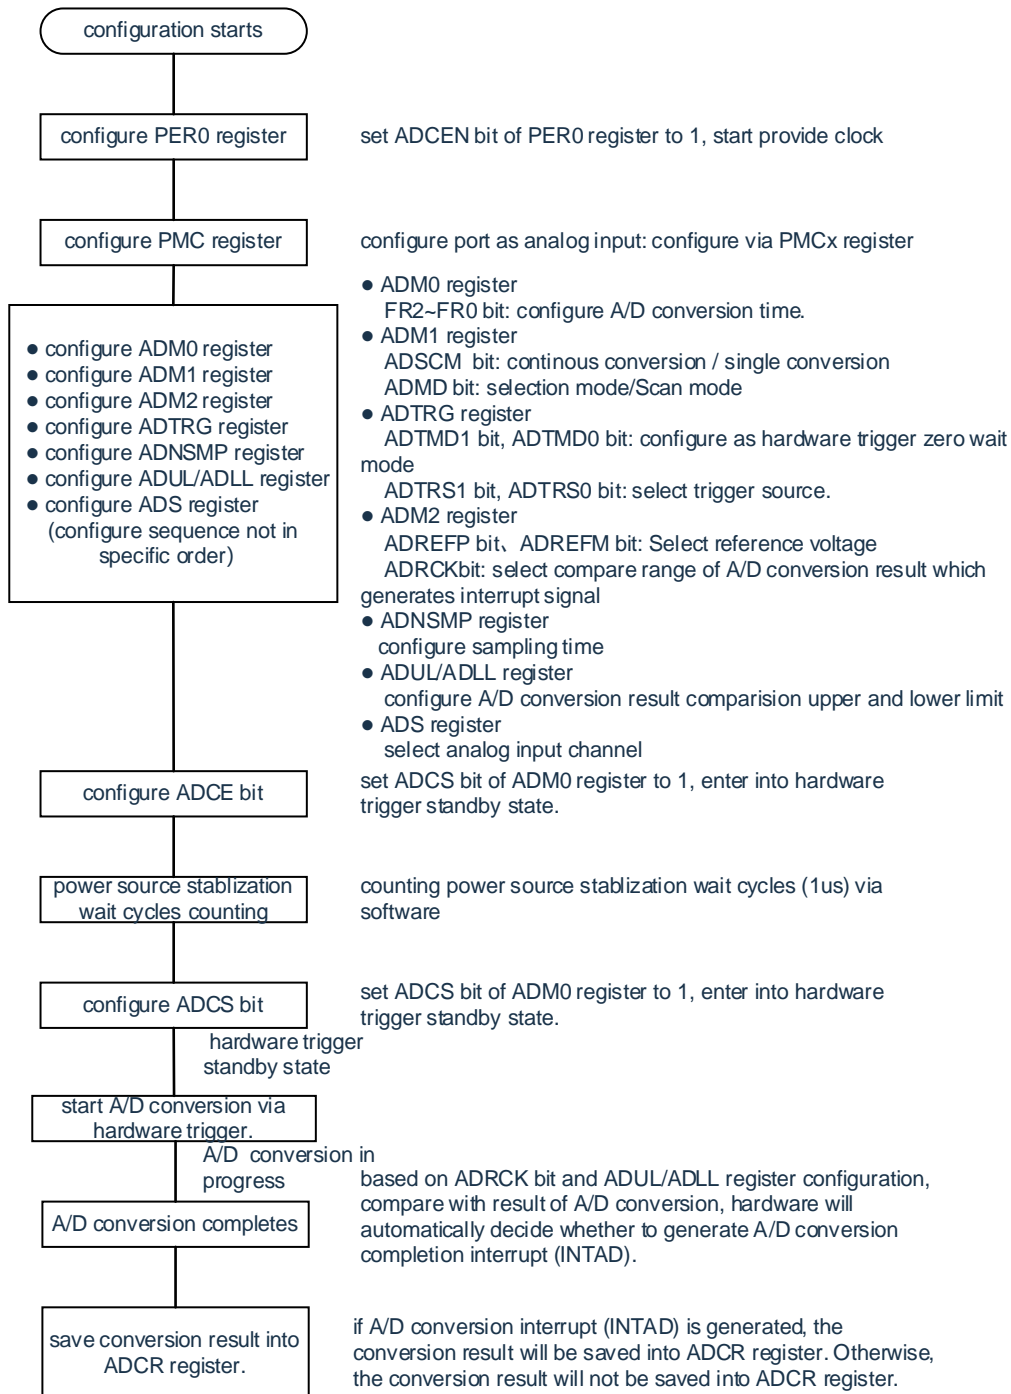 configuration starts
configure PER0 register
set ADCEN bit of PER0 register to 1, start provide clock
configure PMC register
configure port as analog input: configure via PMCx register
● configure ADM0 register
● configure ADM1 register
● configure ADM2 register
● configure ADTRG register
● configure ADNSMP register
● configure ADUL/ADLL register
● configure ADS register
(configure sequence not in
specific order)
● ADM0 register
FR2~FR0 bit: configure A/D conversion time.
● ADM1 register
ADSCM bit: continous conversion / single conversion
ADMD bit: selection mode/Scan mode
● ADTRG register
ADTMD1 bit, ADTMD0 bit: configure as hardware trigger zero wait
mode
ADTRS1 bit, ADTRS0 bit: select trigger source.
● ADM2 register
ADREFP bit、ADREFM bit: Select reference voltage
ADRCKbit: select compare range of A/D conversion result which
generates interrupt signal
● ADNSMP register
configure sampling time
● ADUL/ADLL register
configure A/D conversion result comparision upper and lower limit
● ADS register
select analog input channel
configure ADCE bit
set ADCS bit of ADM0 register to 1, enter into hardware
trigger standby state.
power source stablization
wait cycles counting
counting power source stablization wait cycles (1us) via
software
configure ADCS bit
set ADCS bit of ADM0 register to 1, enter into hardware
trigger standby state.
hardware trigger
standby state
start A/D conversion via
hardware trigger.
A/D conversion in
progress
A/D conversion completes
based on ADRCK bit and ADUL/ADLL register configuration,
compare with result of A/D conversion, hardware will
automatically decide whether to generate A/D conversion
completion interrupt (INTAD).
save conversion result into
ADCR register.
if A/D conversion interrupt (INTAD) is generated, the
conversion result will be saved into ADCR register. Otherwise,
the conversion result will not be saved into ADCR register.